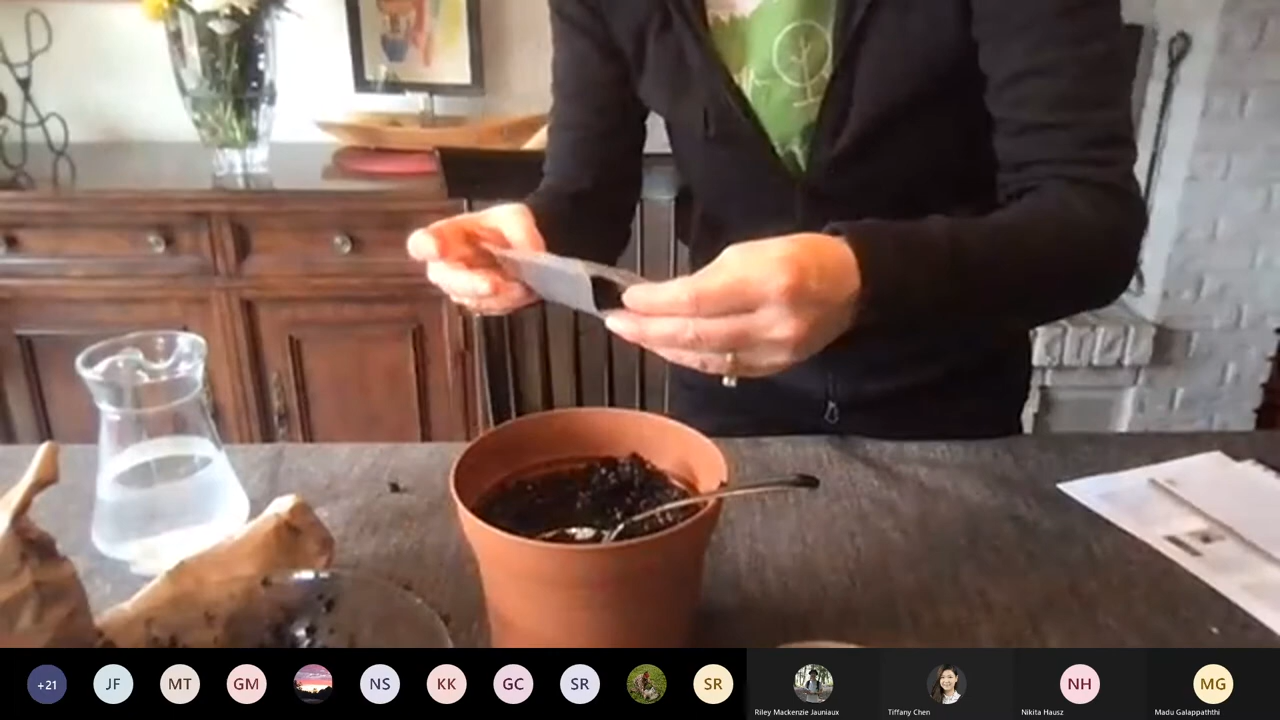 +21
JF
MT
GM
NS
KK
GC
SR
SR
NH
MG
Riley Mackenzie Jauniaux
Tiffany Chen
Nikita Hausz
Madu Galappaththi